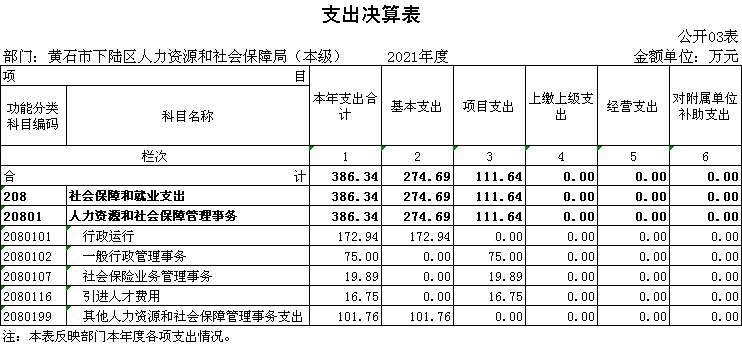 支出决算表
公开03表
部门：黄石市下陆区人力资源和社会保障局（本级） 2021年度 金额单位：万元
项 目 本年支出合计 基本支出 项目支出 上缴上级支出 经营支出 对附属单位补助支出
功能分类科目编码 科目名称
栏次 1 2 3 4 5 6
合 计 386.34 274.69 111.64 0.00 0.00 0.00
208 社会保障和就业支出 386.34 274.69 111.64 0.00 0.00 0.00
20801 人力资源和社会保障管理事务 386.34 274.69 111.64 0.00 0.00 0.00
2080101 行政运行 172.94 172.94 0.00 0.00 0.00 0.00
2080102 一般行政管理事务 75.00 0.00 75.00 0.00 0.00 0.00
2080107 社会保险业务管理事务 19.89 0.00 19.89 0.00 0.00 0.00
2080116 引进人才费用 16.75 0.00 16.75 0.00 0.00 0.00
2080199 其他人力资源和社会保障管理事务支出 101.76 101.76 0.00 0.00 0.00 0.00
注：本表反映部门本年度各项支出情况。